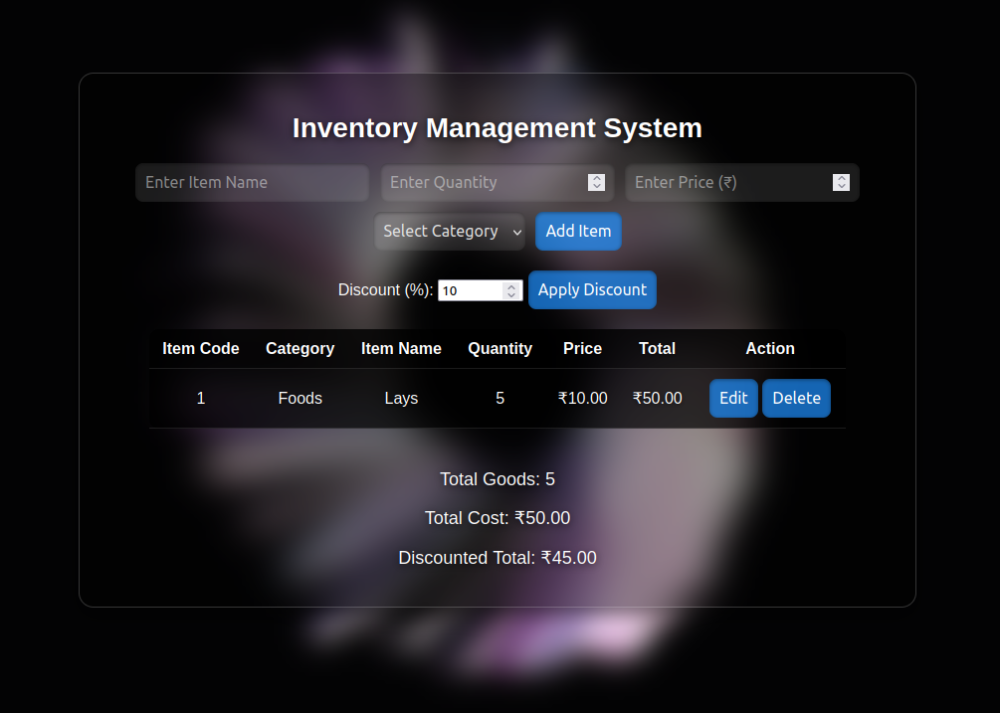 Inventory Management System
Enter Item Name Enter Quantity Enter Price (₹)
Select Category Add Item
Discount (%): 10 Apply Discount
Item Code Category Item Name Quantity Price Total Action
1 Foods Lays 5 ₹10.00 ₹50.00 Edit Delete
Total Goods: 5
Total Cost: ₹50.00
Discounted Total: ₹45.00